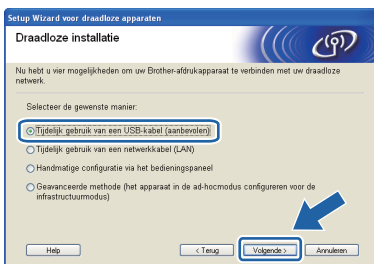 Setup Wizard voor draadloze apparaten
Draadloze installatie
Nu hebt u vier mogelijkheden om uw Brother-afdrukapparaat te verbinden met uw draadloze
netwerk.
Selecteer de gewenste manier:
Tijdelijk gebruik van een USB-kabel (aanbevolen)
Tijdelijk gebruik van een netwerkkabel (LAN)
Handmatige configuratie via het bedieningspaneel
Geavanceerde methode (het apparaat in de ad-hocmodus configureren voor de
infrastructuurmodus)
Help
< Terug
Volgende >
Annuleren